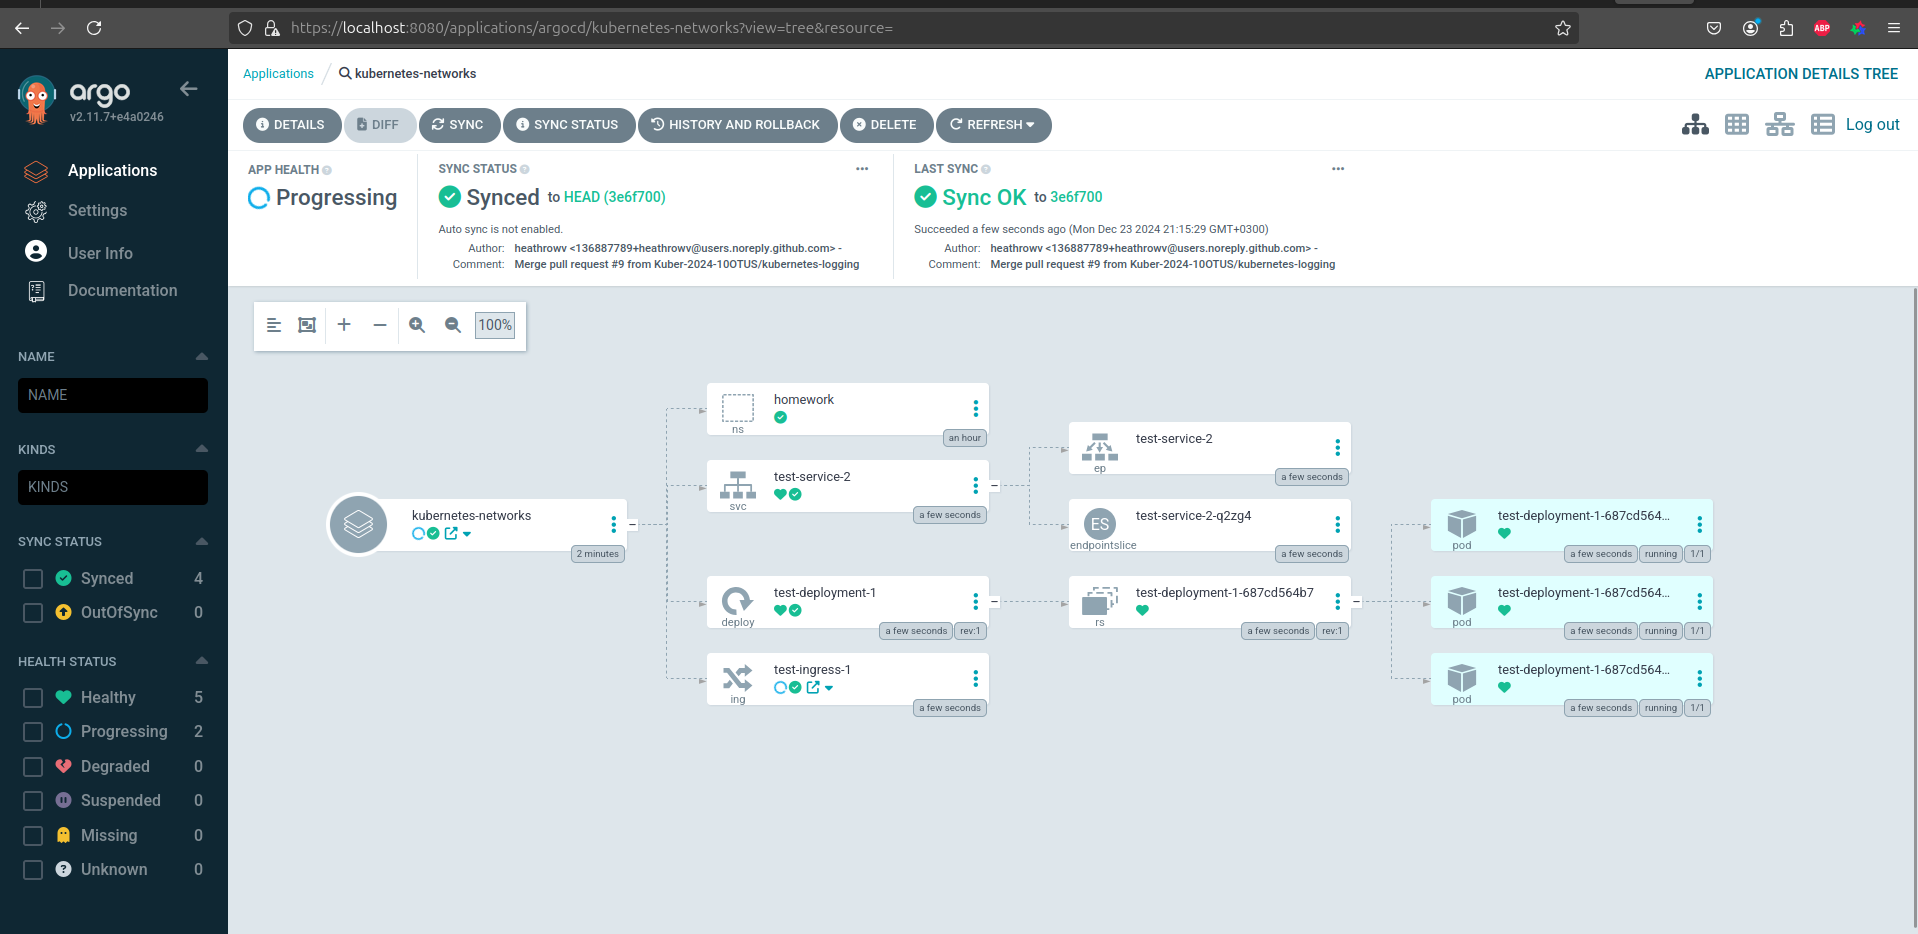 https://localhost:8080/applications/argocd/kubernetes-networks?view=tree&resource=
ABP
argo
v2.11.7+e4a0246
Applications
Settings
User Info
Documentation
NAME
NAME
KINDS
KINDS
SYNC STATUS
Synced 4
OutOfSync 0
HEALTH STATUS
Healthy 5
Progressing 2
Degraded 0
Suspended 0
Missing 0
Unknown 0
Applications / kubernetes-networks
APPLICATION DETAILS TREE
DETAILS DIFF SYNC SYNC STATUS HISTORY AND ROLLBACK DELETE REFRESH
Log out
APP HEALTH
Progressing
SYNC STATUS
Synced to HEAD (3e6f700)
Auto sync is not enabled.
Author: heathrowv <136887789+heathrowv@users.noreply.github.com> -
Comment: Merge pull request #9 from Kuber-2024-10OTUS/kubernetes-logging
LAST SYNC
Sync OK to 3e6f700
Succeeded a few seconds ago (Mon Dec 23 2024 21:15:29 GMT+0300)
Author: heathrowv <136887789+heathrowv@users.noreply.github.com> -
Comment: Merge pull request #9 from Kuber-2024-10OTUS/kubernetes-logging
100%
kubernetes-networks
2 minutes
homework
ns
an hour
test-service-2
svc
a few seconds
test-deployment-1
deploy
a few seconds rev:1
test-ingress-1
ing
a few seconds
test-service-2
ep
a few seconds
ES
test-service-2-q2zg4
endpointslice
a few seconds
test-deployment-1-687cd564b7
rs
a few seconds rev:1
test-deployment-1-687cd564...
pod
a few seconds running 1/1
test-deployment-1-687cd564...
pod
a few seconds running 1/1
test-deployment-1-687cd564...
pod
a few seconds running 1/1